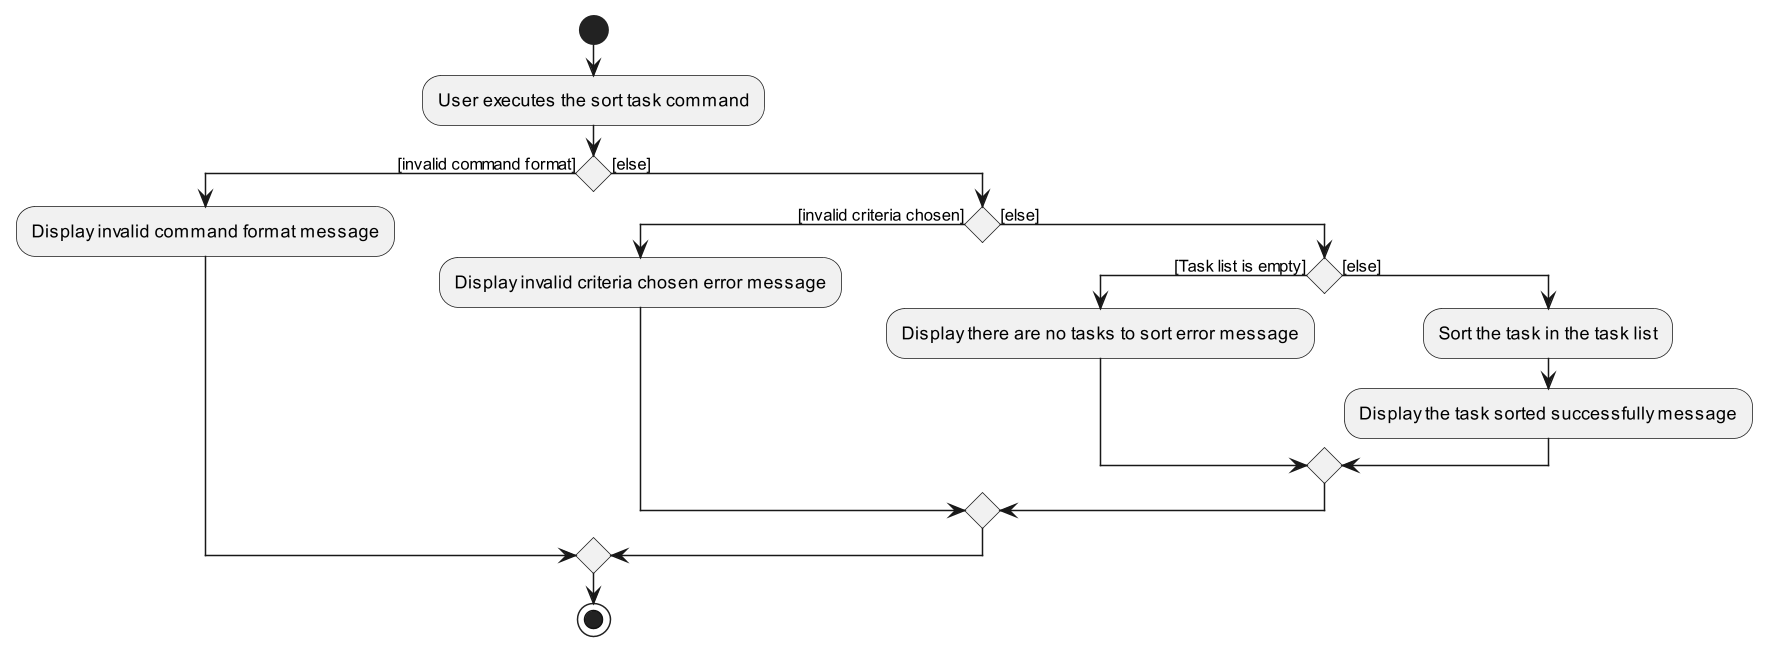 User executes the sort task command
[invalid command format]
[else]
Display invalid command format message
[invalid criteria chosen]
[else]
Display invalid criteria chosen error message
[Task list is empty]
[else]
Display there are no tasks to sort error message
Sort the task in the task list
Display the task sorted successfully message